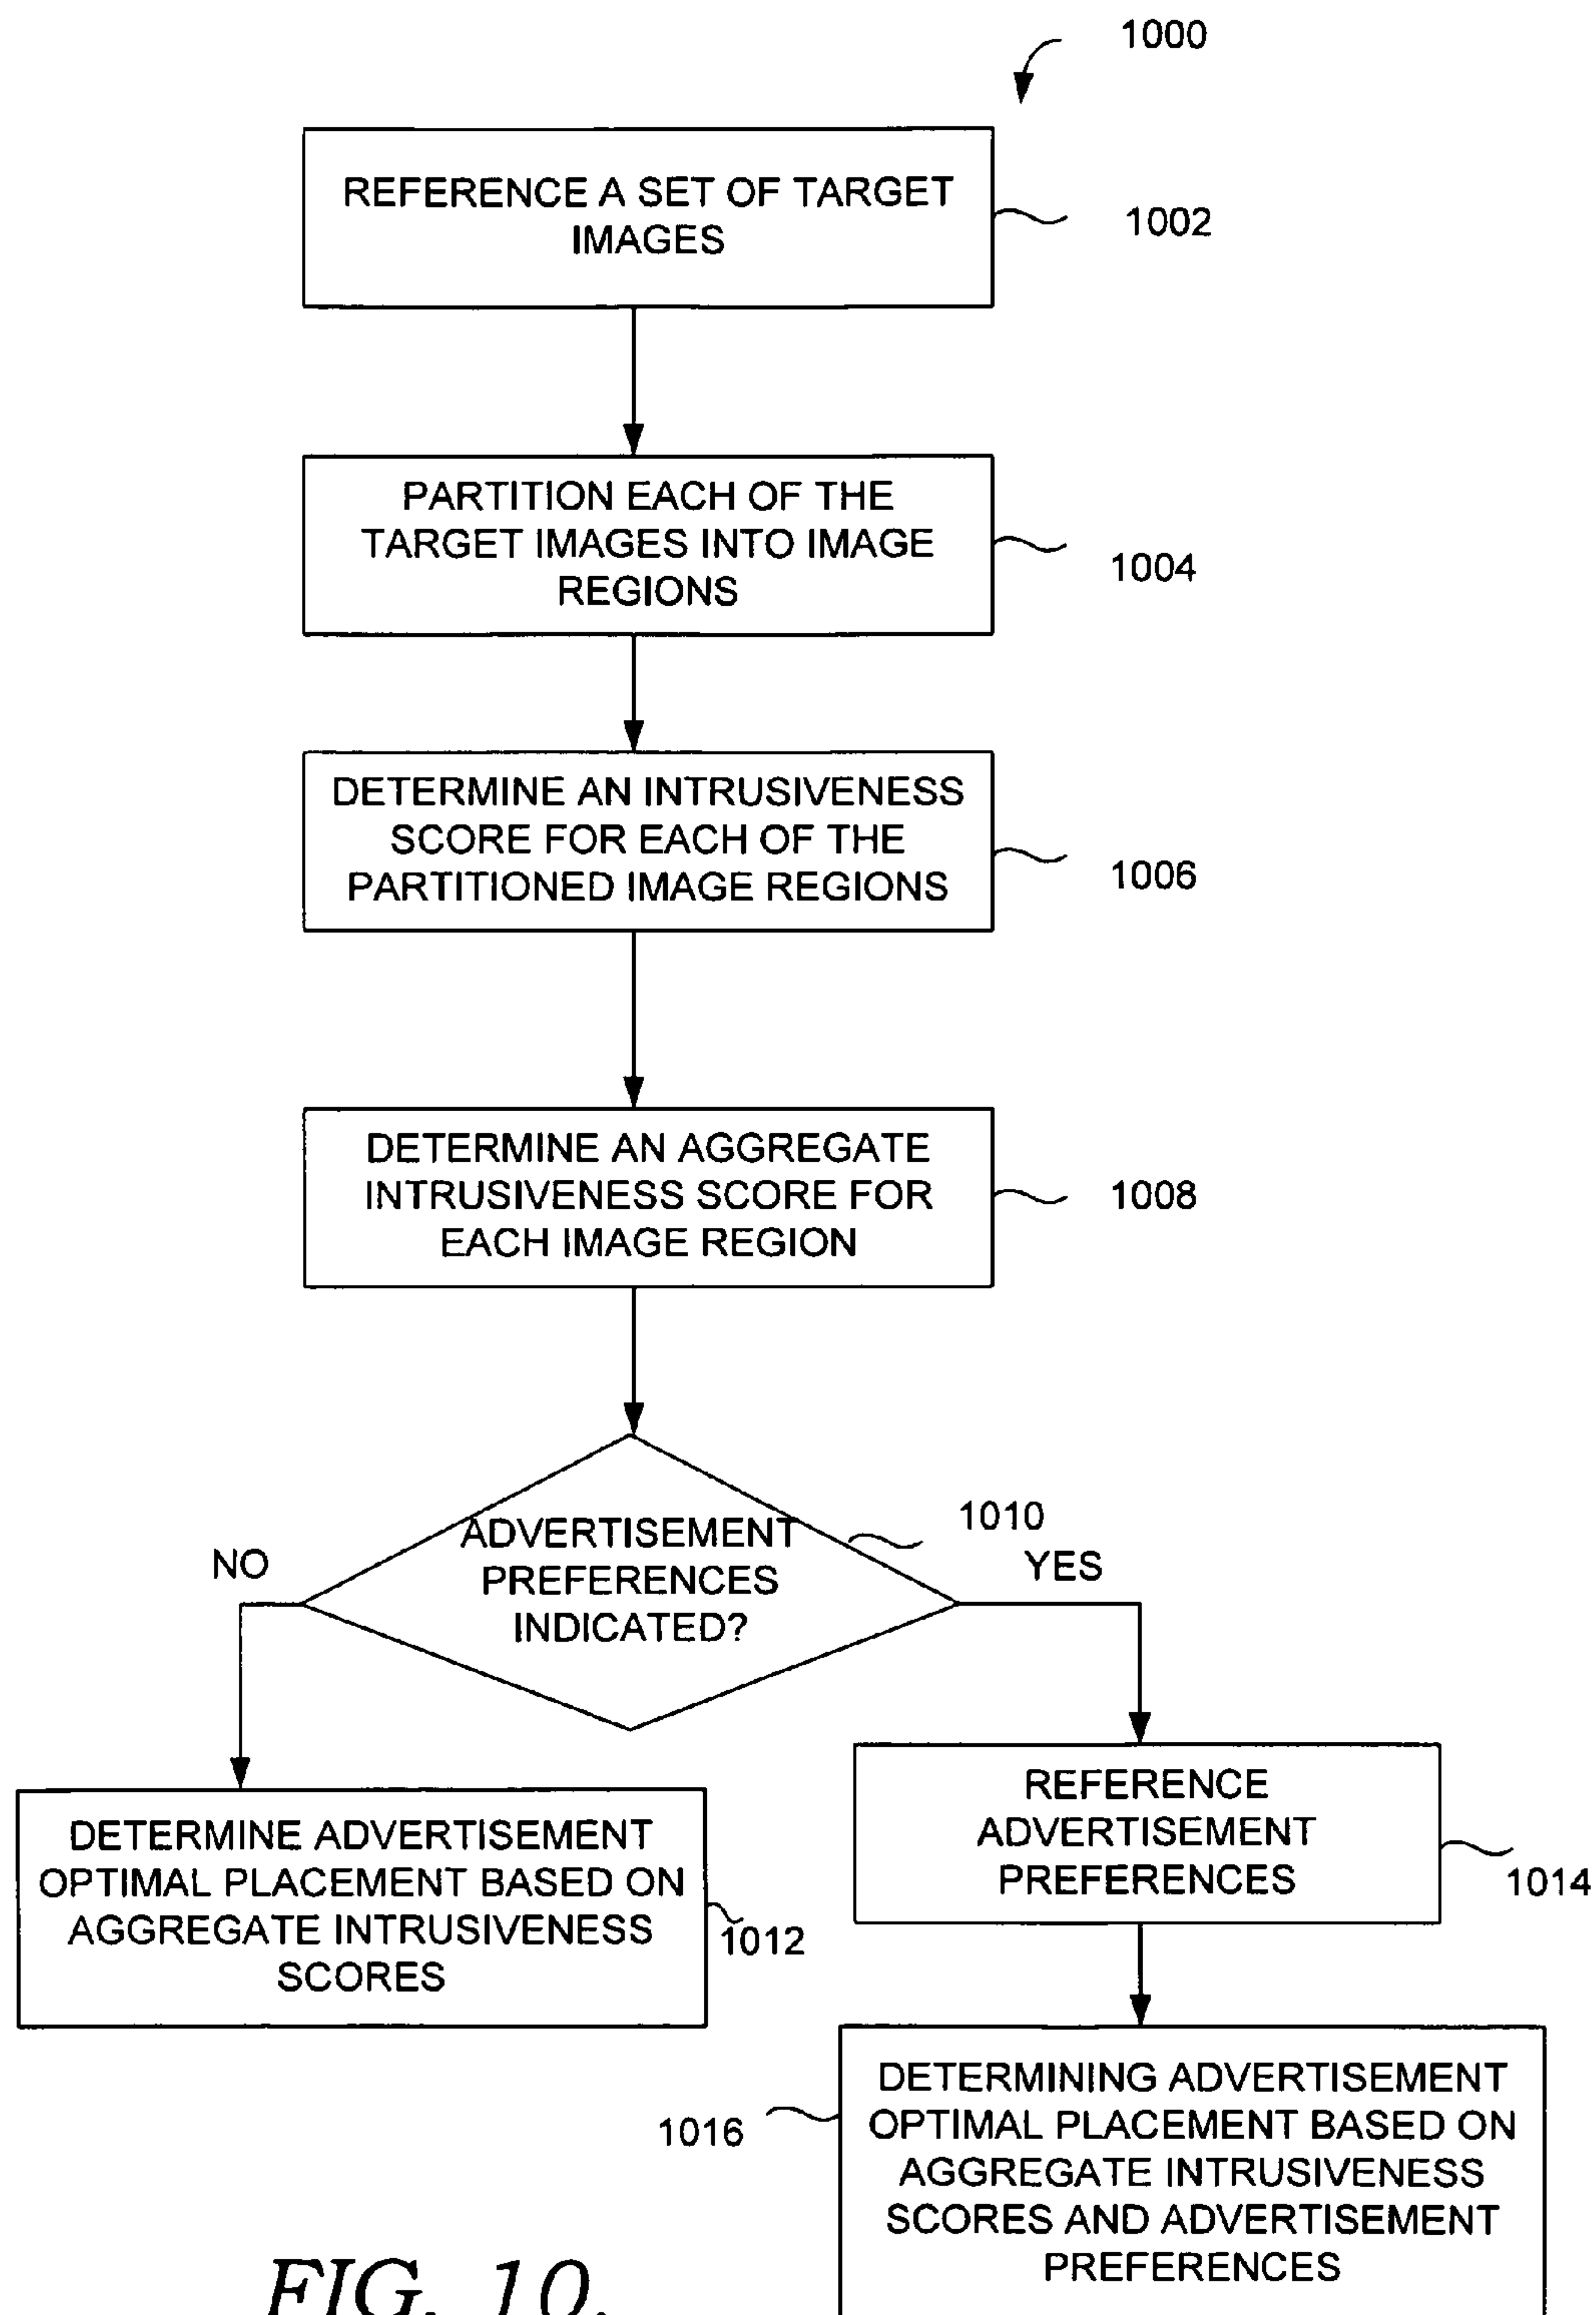 1000
REFERENCE A SET OF TARGET
IMAGES
1002
PARTITION EACH OF THE
TARGET IMAGES INTO IMAGE
REGIONS
1004
DETERMINE AN INTRUSIVENESS
SCORE FOR EACH OF THE
PARTITIONED IMAGE REGIONS
1006
DETERMINE AN AGGREGATE
INTRUSIVENESS SCORE FOR
EACH IMAGE REGION
1008
ADVERTISEMENT
PREFERENCES
INDICATED?
1010
NO
YES
DETERMINE ADVERTISEMENT
OPTIMAL PLACEMENT BASED ON
AGGREGATE INTRUSIVENESS
SCORES
1012
REFERENCE
ADVERTISEMENT
PREFERENCES
1014
DETERMINING ADVERTISEMENT
OPTIMAL PLACEMENT BASED ON
AGGREGATE INTRUSIVENESS
SCORES AND ADVERTISEMENT
PREFERENCES
1016
FIG. 10.